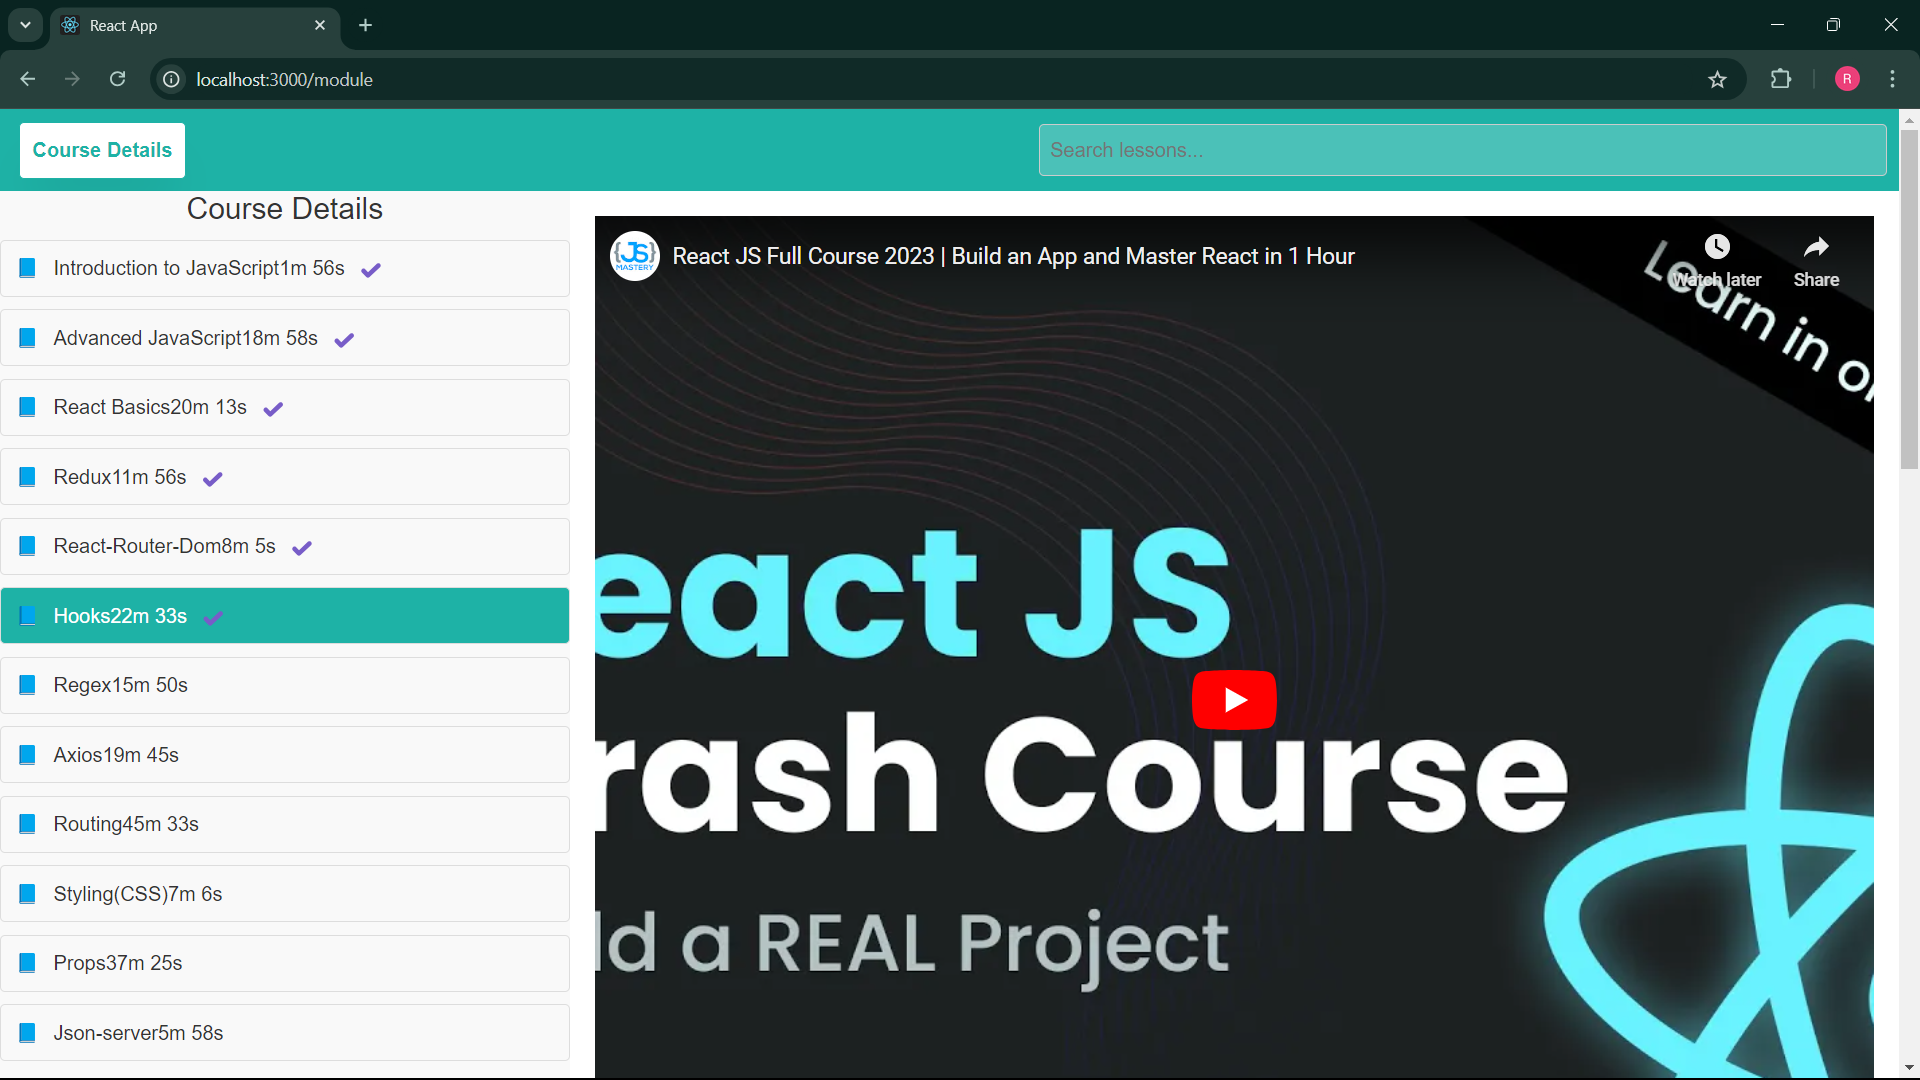 React App
localhost:3000/module
R
Course Details
Search lessons...
Course Details
Introduction to JavaScript1m 56s
Advanced JavaScript18m 58s
React Basics20m 13s
Redux11m 56s
React-Router-Dom8m 5s
Hooks22m 33s
Regex15m 50s
Axios19m 45s
Routing45m 33s
Styling(CSS)7m 6s
Props37m 25s
Json-server5m 58s
{JS}
MASTERY
React JS Full Course 2023 | Build an App and Master React in 1 Hour
Watch later
Share
Learn in o
eact JS
rash Course
ld a REAL Project